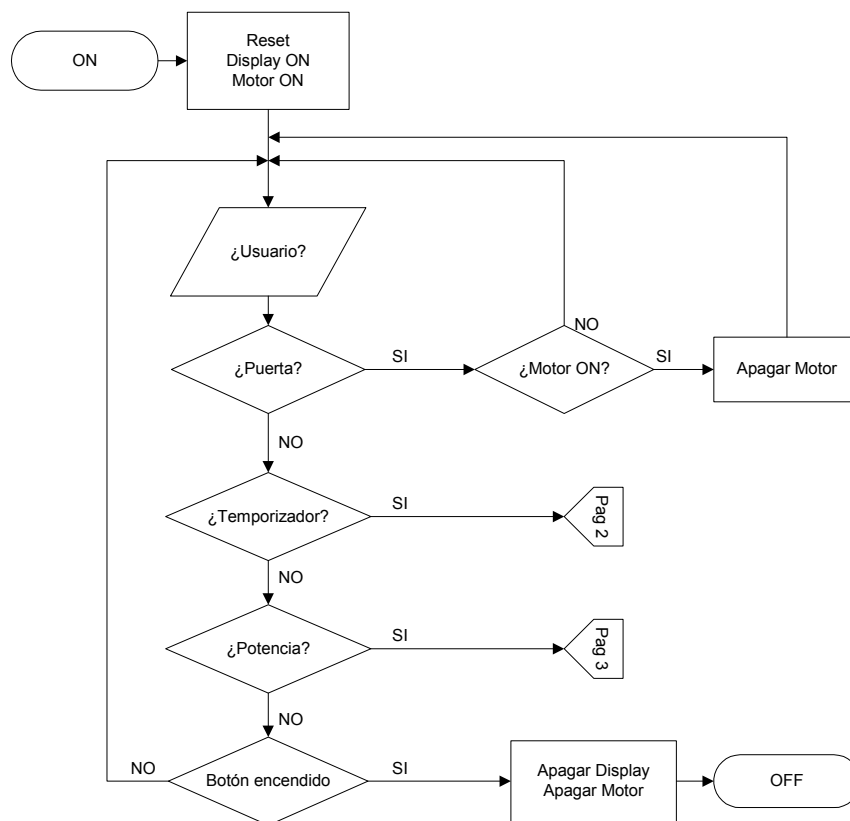 ON
Reset
Display ON
Motor ON
¿Usuario?
¿Puerta?
SI
¿Motor ON?
NO
SI
Apagar Motor
NO
¿Temporizador?
SI
Pag 2
NO
¿Potencia?
SI
Pag 3
NO
NO
Botón encendido
SI
Apagar Display
Apagar Motor
OFF